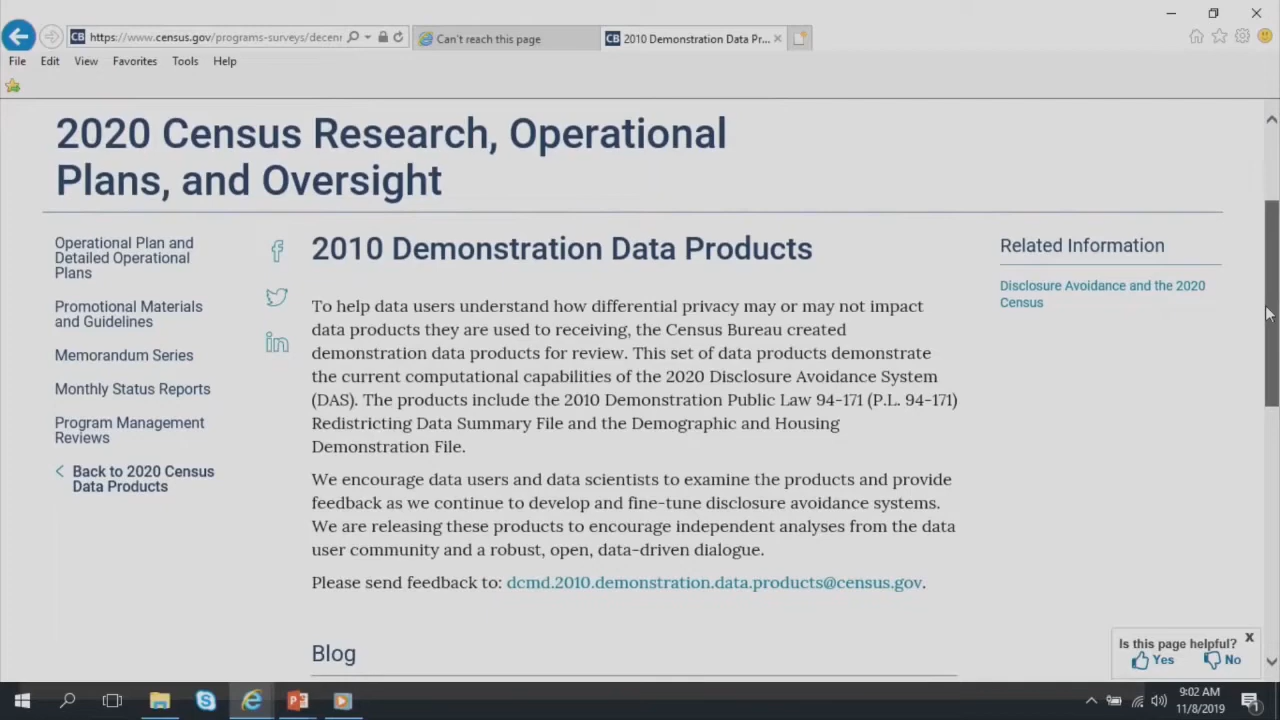 https://www.census.gov/programs-surveys/decenr
Can't reach this page
CB 2010 Demonstration Data Pr...
File Edit View Favorites Tools Help
2020 Census Research, Operational
Plans, and Oversight
Operational Plan and
Detailed Operational
Plans
Promotional Materials
and Guidelines
Memorandum Series
Monthly Status Reports
Program Management
Reviews
Back to 2020 Census
Data Products
2010 Demonstration Data Products
To help data users understand how differential privacy may or may not impact
data products they are used to receiving, the Census Bureau created
demonstration data products for review. This set of data products demonstrate
the current computational capabilities of the 2020 Disclosure Avoidance System
(DAS). The products include the 2010 Demonstration Public Law 94-171 (P.L. 94-171)
Redistricting Data Summary File and the Demographic and Housing
Demonstration File.
We encourage data users and data scientists to examine the products and provide
feedback as we continue to develop and fine-tune disclosure avoidance systems.
We are releasing these products to encourage independent analyses from the data
user community and a robust, open, data-driven dialogue.
Please send feedback to: dcmd.2010.demonstration.data.products@census.gov.
Blog
Related Information
Disclosure Avoidance and the 2020
Census
Is this page helpful? X
Yes No
9:02 AM
11/8/2019